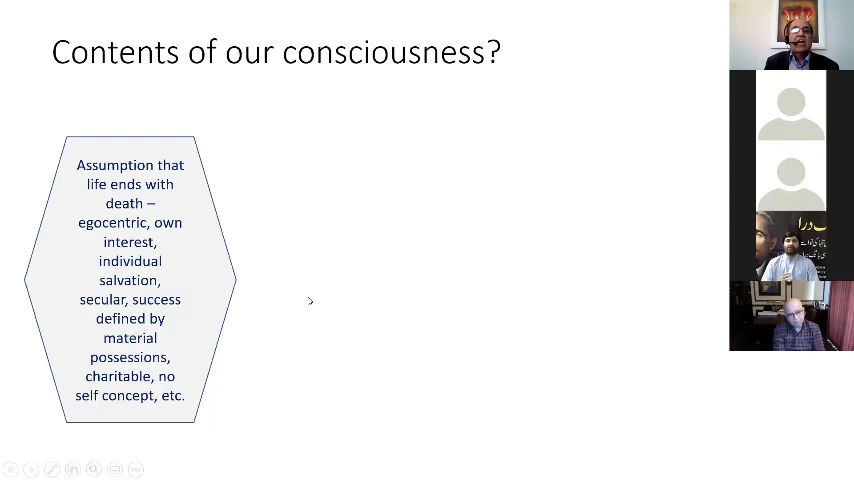 Contents of our consciousness?
Assumption that
life ends with
death –
egocentric, own
interest,
individual
salvation,
secular, success
defined by
material
possessions,
charitable, no
self concept, etc.